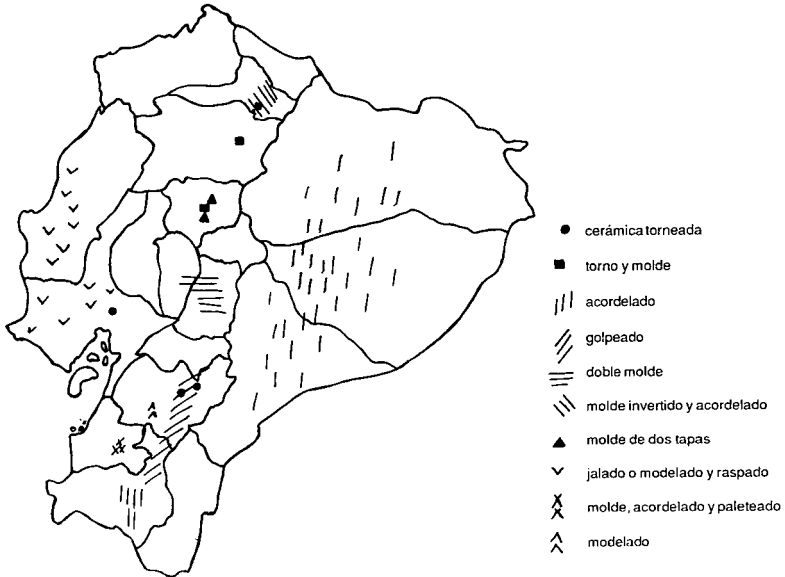 cerámica torneada
torno y molde
acordelado
golpeado
doble molde
molde invertido y acordelado
molde de dos tapas
jalado o modelado y raspado
molde, acordelado y paleteado
modelado